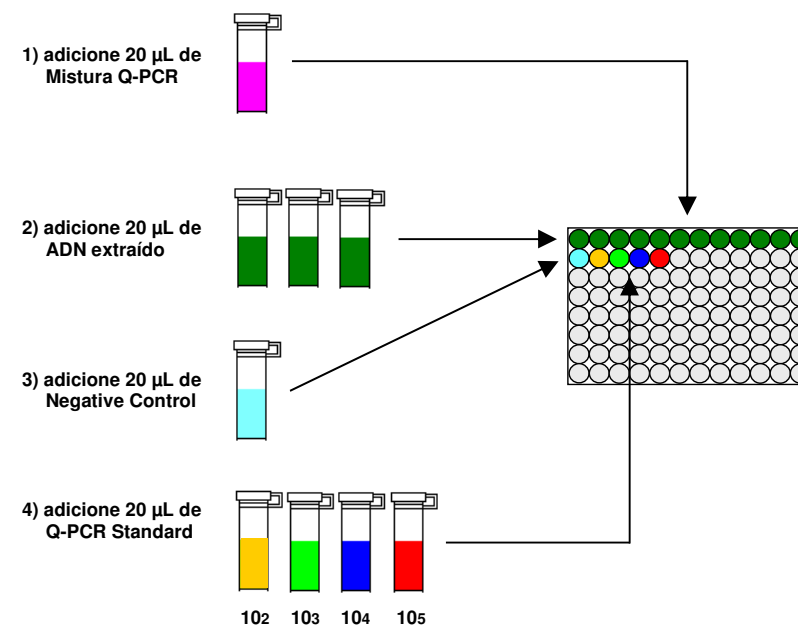 1) adicione 20 µL de
Mistura Q-PCR
2) adicione 20 µL de
ADN extraído
3) adicione 20 µL de
Negative Control
4) adicione 20 µL de
Q-PCR Standard
102 103 104 105